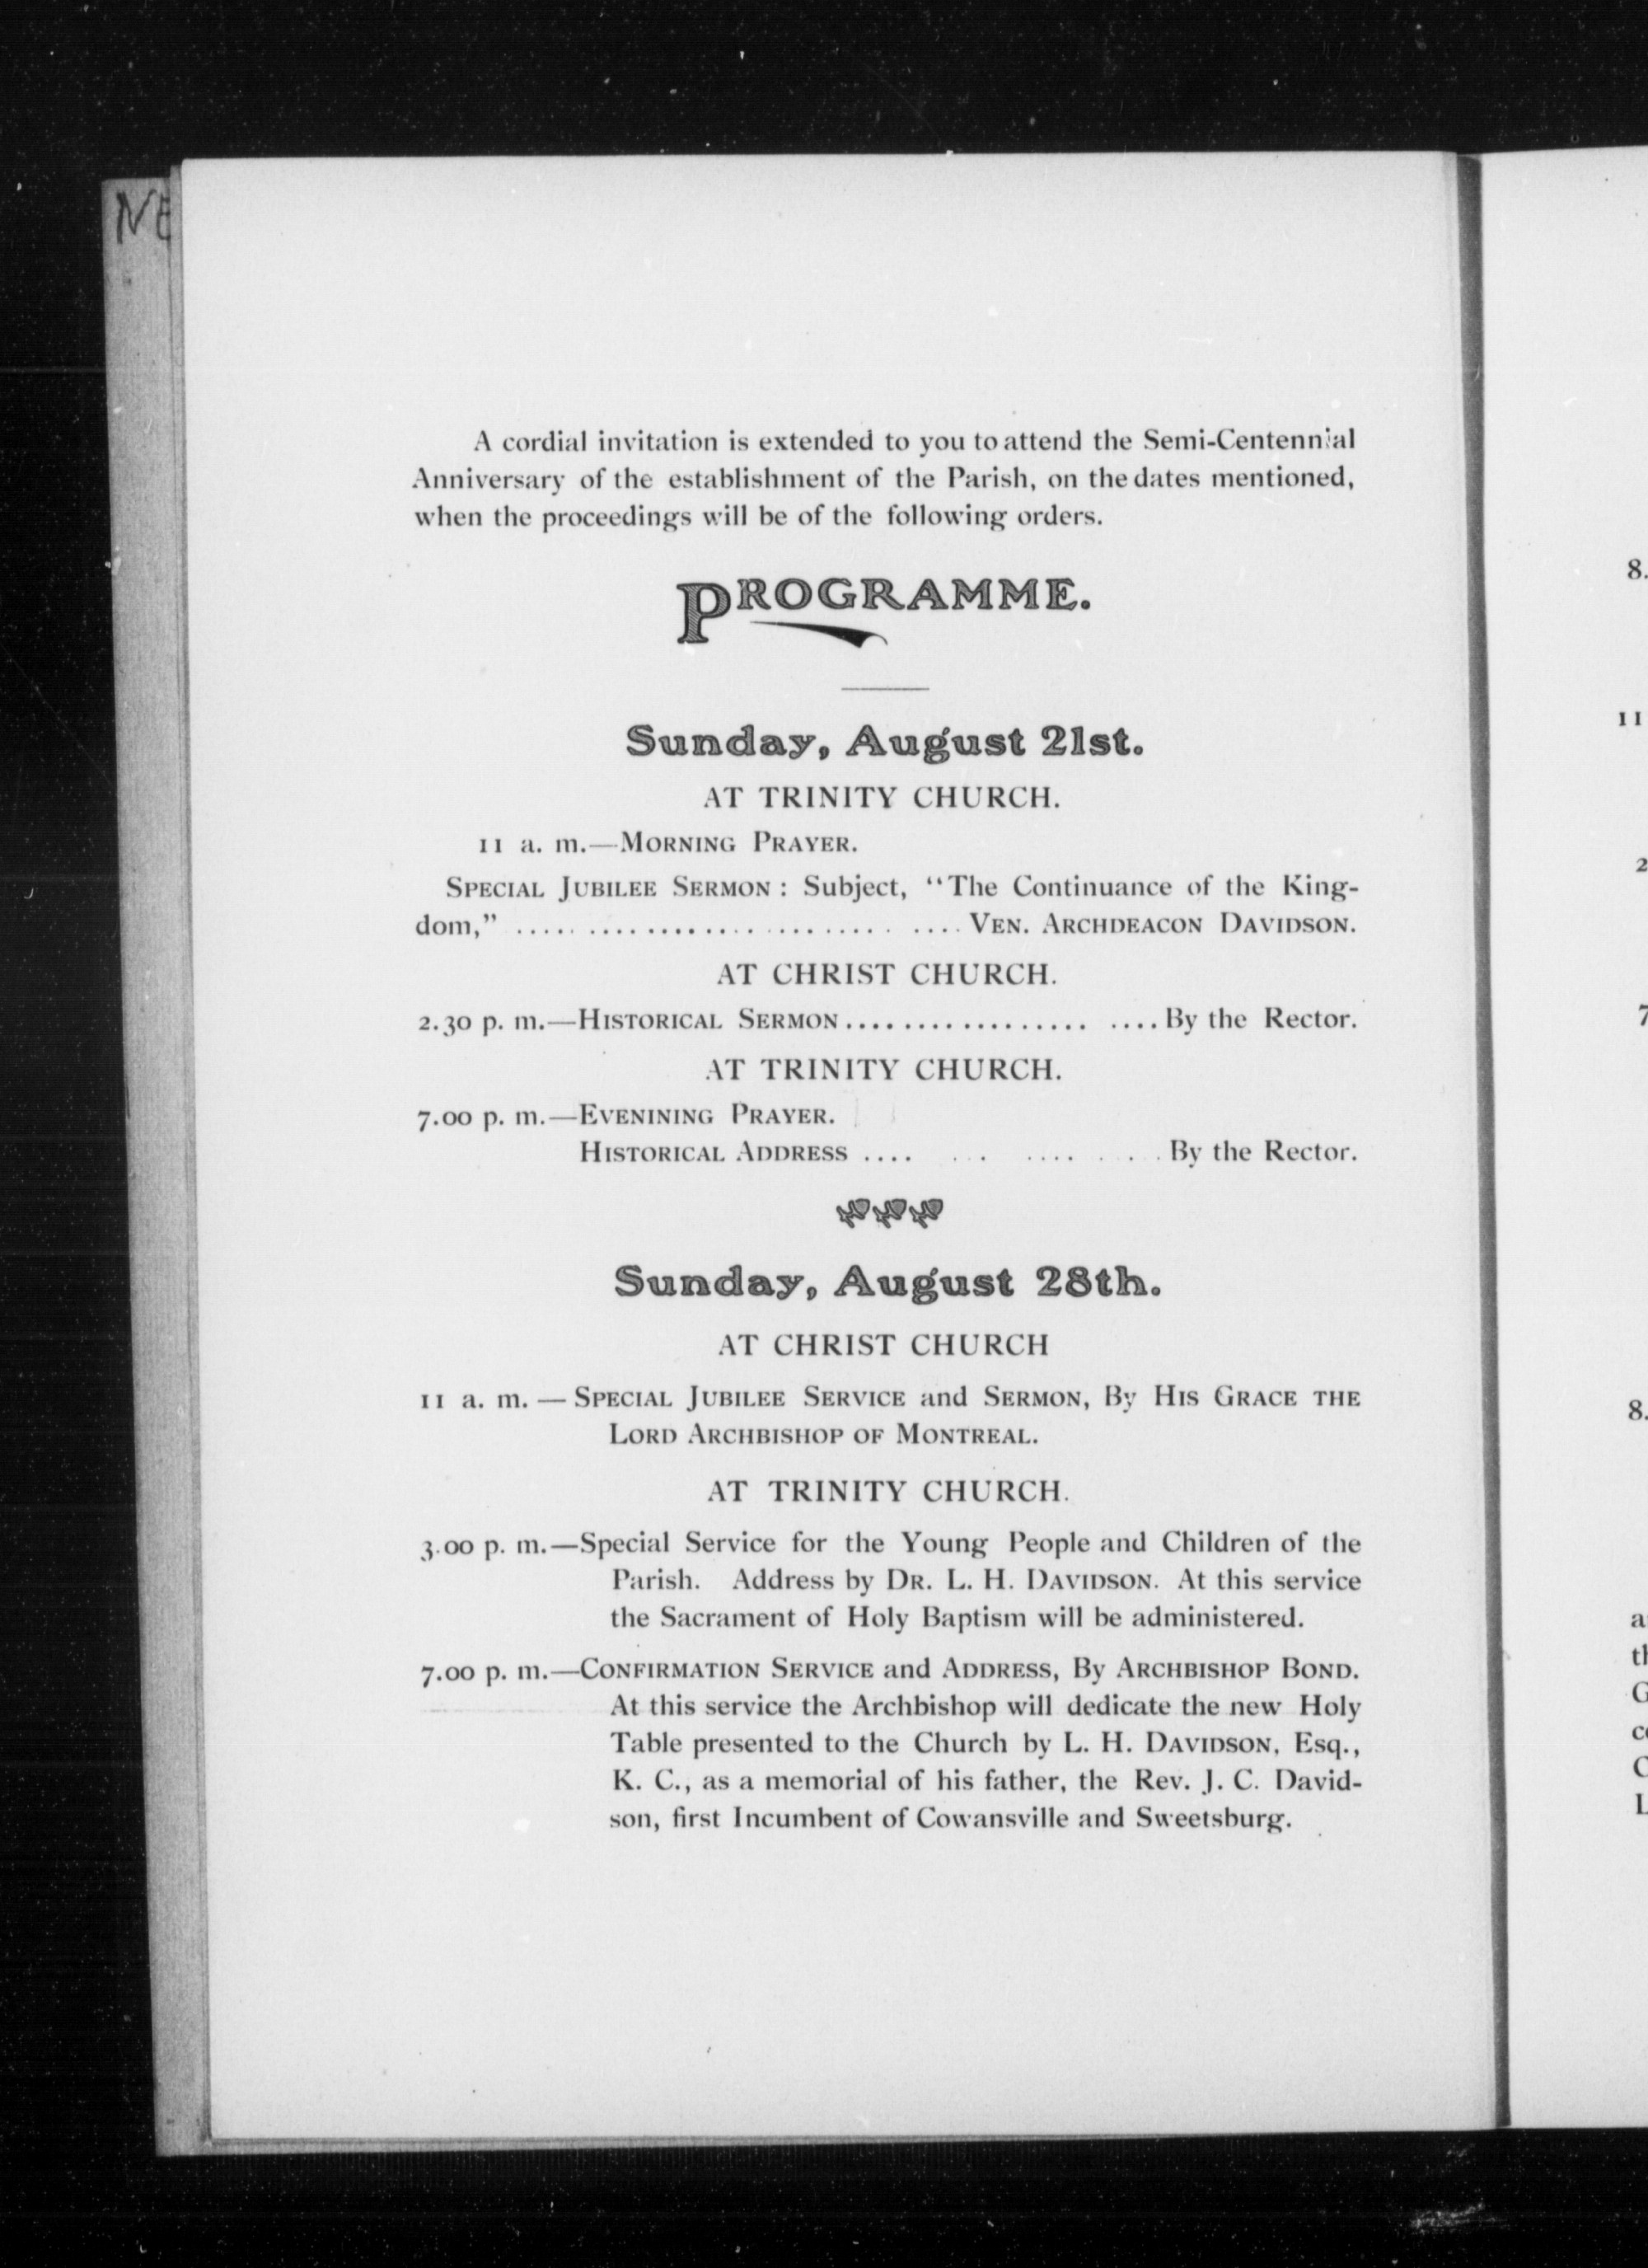 NE
A cordial invitation is extended to you to attend the Semi-Centennial
Anniversary of the establishment of the Parish, on the dates mentioned,
when the proceedings will be of the following orders.
PROGRAMME.
Sunday, August 21st.
AT TRINITY CHURCH.
11 a. m.—MORNING PRAYER.
SPECIAL JUBILEE SERMON : Subject, "The Continuance of the King-
dom," .............................. VEN. ARCHDEACON DAVIDSON.
AT CHRIST CHURCH.
2.30 p. m.—HISTORICAL SERMON................. ....By the Rector.
AT TRINITY CHURCH.
7.00 p. m.—EVENINING PRAYER.
HISTORICAL ADDRESS .... ... .... . . . .By the Rector.
Sunday, August 28th.
AT CHRIST CHURCH
11 a. m. — SPECIAL JUBILEE SERVICE and SERMON, By HIS GRACE THE
LORD ARCHBISHOP OF MONTREAL.
AT TRINITY CHURCH.
3.00 p. m.—Special Service for the Young People and Children of the
Parish. Address by DR. L. H. DAVIDSON. At this service
the Sacrament of Holy Baptism will be administered.
7.00 p. m.—CONFIRMATION SERVICE and ADDRESS, By ARCHBISHOP BOND.
At this service the Archbishop will dedicate the new Holy
Table presented to the Church by L. H. DAVIDSON, Esq.,
K. C., as a memorial of his father, the Rev. J. C. David-
son, first Incumbent of Cowansville and Sweetsburg.
8.
11
2
7
8.